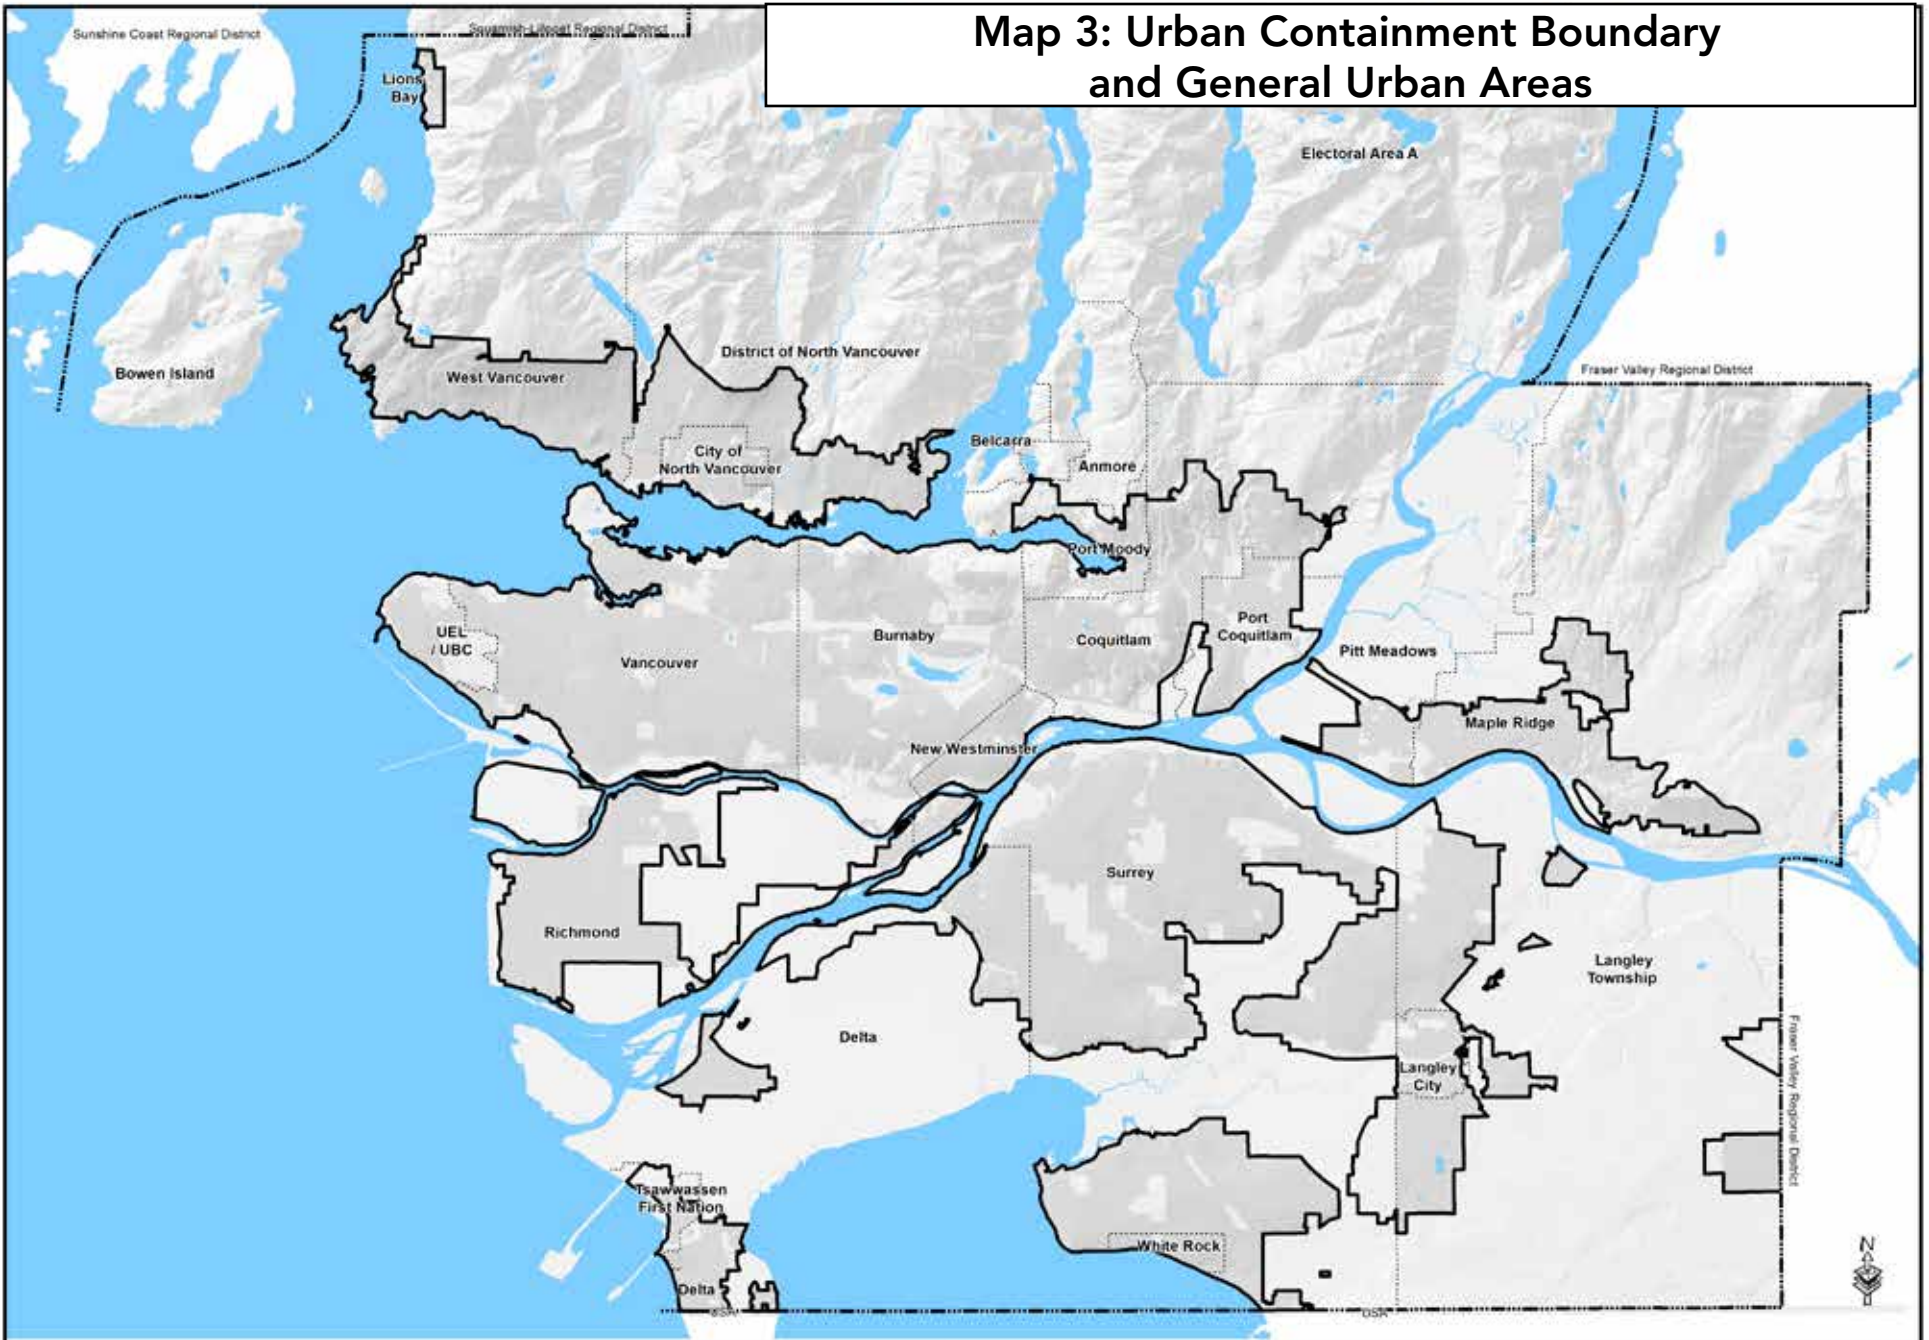 Map 3: Urban Containment Boundary
and General Urban Areas
Sunshine Coast Regional District
Squamish-Lillooet Regional District
Lions
Bay
Electoral Area A
Bowen Island
West Vancouver
District of North Vancouver
Fraser Valley Regional District
City of
North Vancouver
Belcarra
Anmore
Port Moody
UEL
/ UBC
Vancouver
Burnaby
Coquitlam
Port
Coquitlam
Pitt Meadows
Maple Ridge
New Westminster
Surrey
Richmond
Langley
Township
Delta
Langley
City
Fraser Valley Regional District
Tsawwassen
First Nation
White Rock
Delta
USA
USA
N